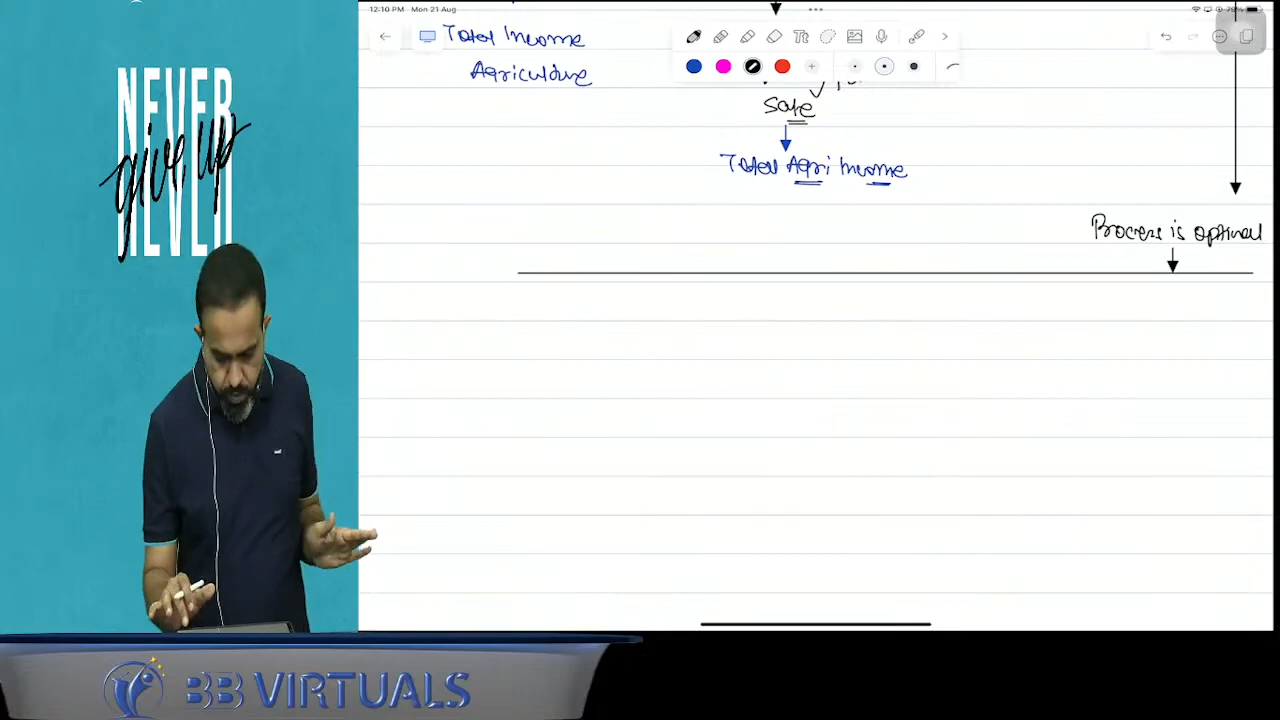 12:10 PM Mon 21 Aug
79%
Total Income
Agriculture
Sale
Total Agri Income
Process is optional
NEVER
give up
NEVER
BB VIRTUALS